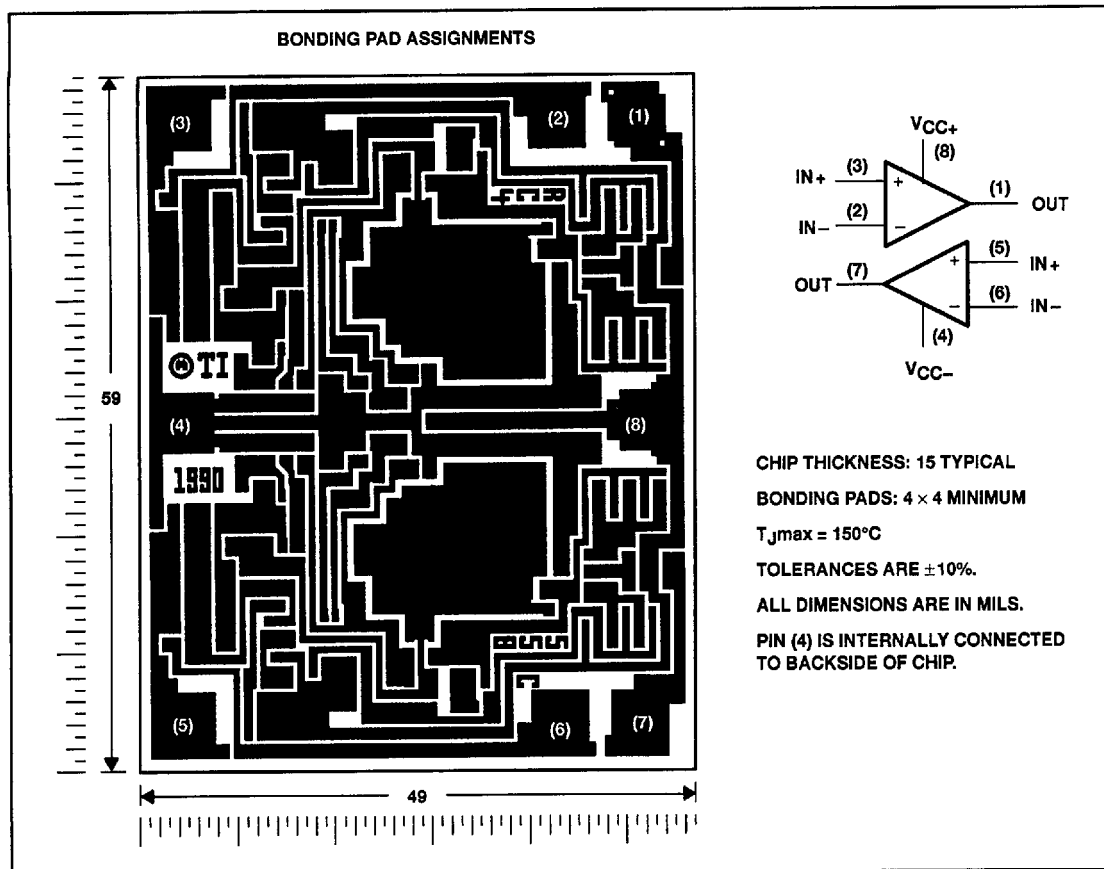 BONDING PAD ASSIGNMENTS
(3)
(2)
(1)
TI
(4)
(8)
1990
(5)
(6)
(7)
59
49
VCC+
(8)
IN+
(3)
+
(1)
OUT
(2)
IN−
−
(5)
+
IN+
OUT
(7)
(6)
−
IN−
(4)
VCC−
CHIP THICKNESS: 15 TYPICAL
BONDING PADS: 4 × 4 MINIMUM
TJmax = 150°C
TOLERANCES ARE ±10%.
ALL DIMENSIONS ARE IN MILS.
PIN (4) IS INTERNALLY CONNECTED
TO BACKSIDE OF CHIP.